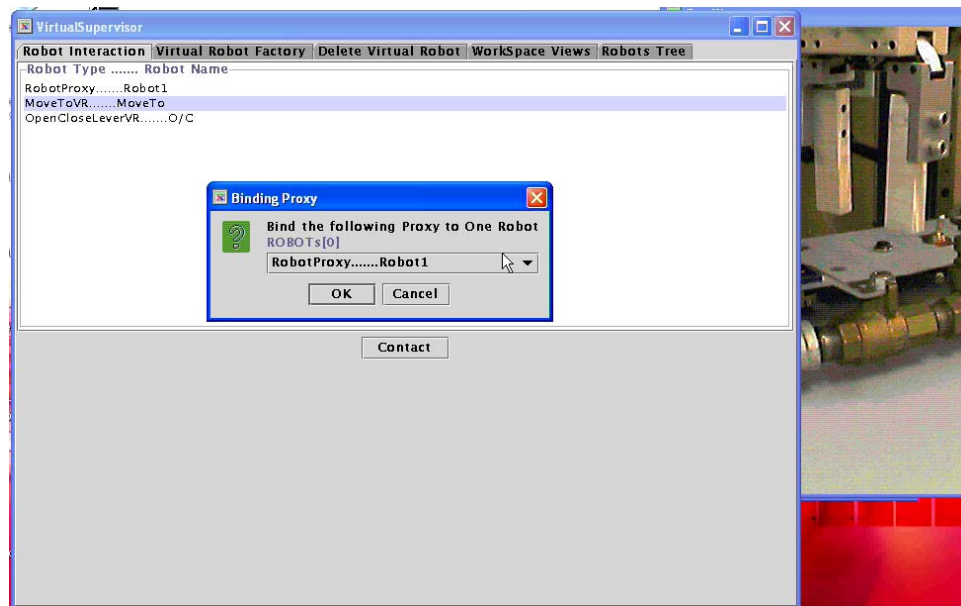 VirtualSupervisor
Robot Interaction Virtual Robot Factory Delete Virtual Robot WorkSpace Views Robots Tree
Robot Type ....... Robot Name
RobotProxy.......Robot1
MoveToVR.......MoveTo
OpenCloseLeverVR.......O/C
Binding Proxy
Bind the following Proxy to One Robot
ROBOTs[0]
RobotProxy.......Robot1
OK Cancel
Contact